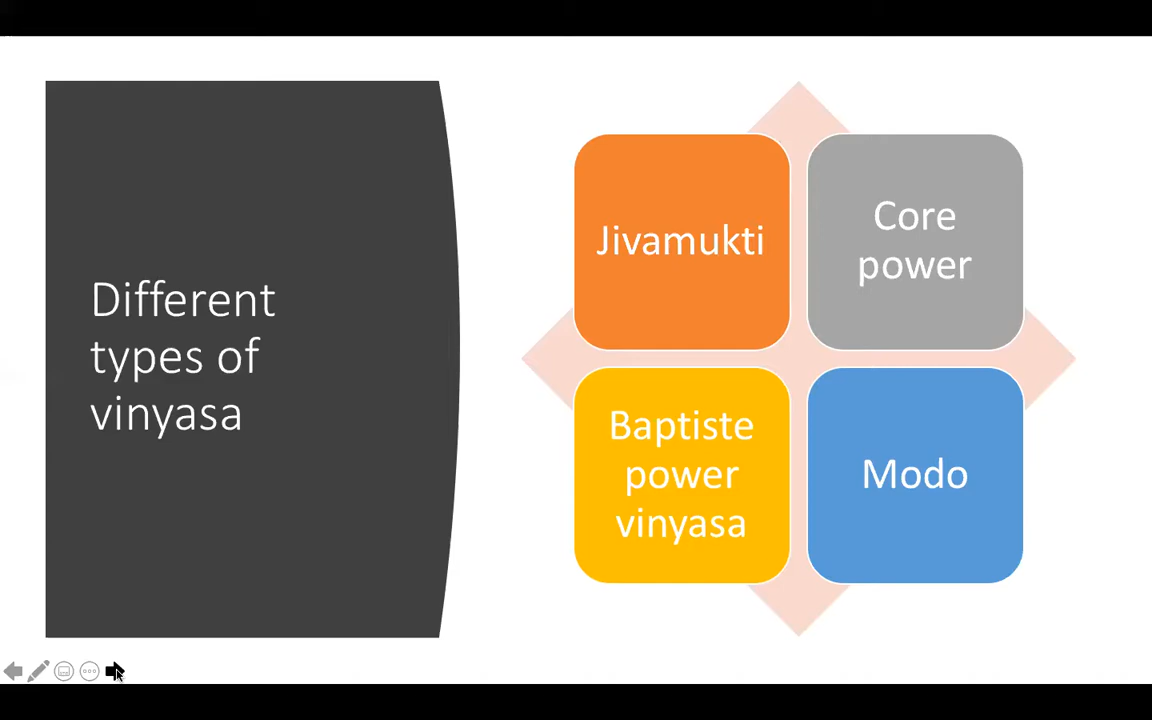 Different
types of
vinyasa
Jivamukti
Core
power
Baptiste
power
vinyasa
Modo